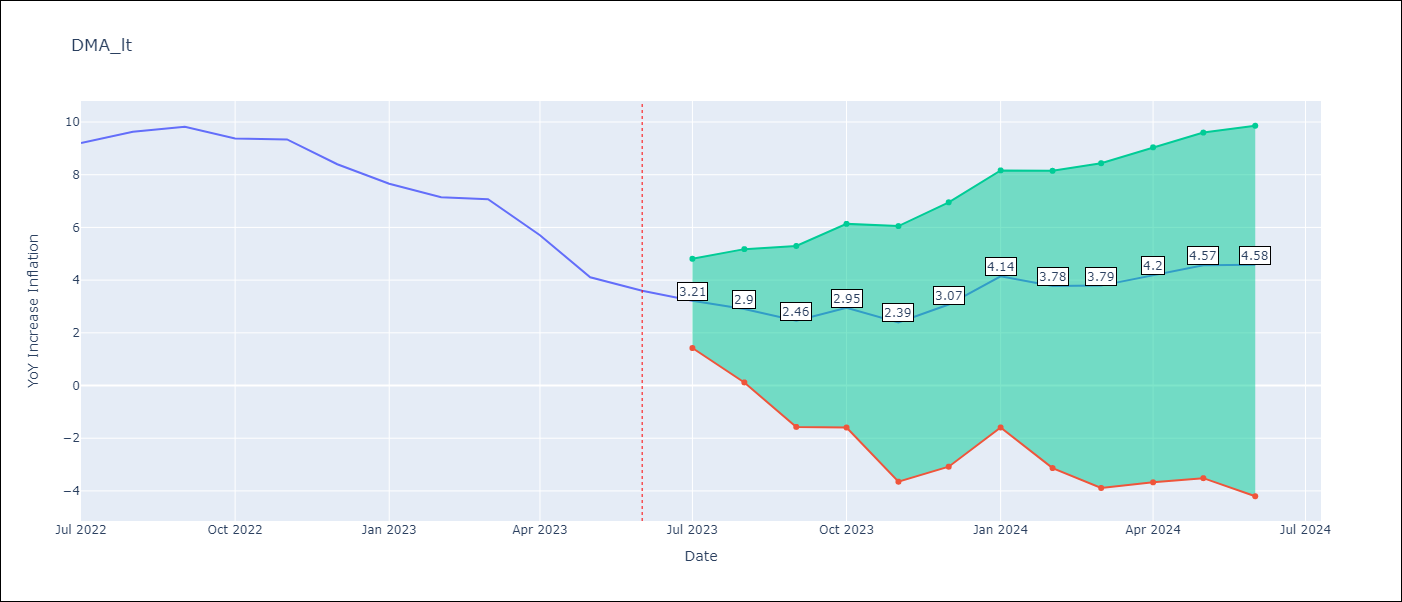 DMA_lt
YoY Increase Inflation
10
8
6
4
2
0
−2
−4
3.21
2.9
2.46
2.95
2.39
3.07
4.14
3.78
3.79
4.2
4.57
4.58
Jul 2022
Oct 2022
Jan 2023
Apr 2023
Jul 2023
Oct 2023
Jan 2024
Apr 2024
Jul 2024
Date